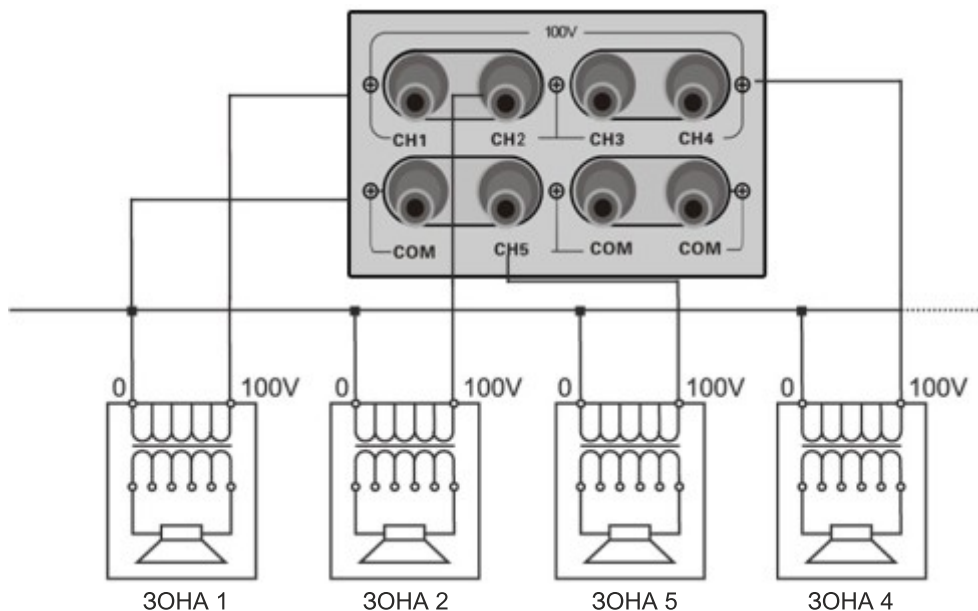 100V
CH1 CH2 CH3 CH4
COM CH5 COM COM
0 100V 0 100V 0 100V 0 100V
ЗОНА 1 ЗОНА 2 ЗОНА 5 ЗОНА 4